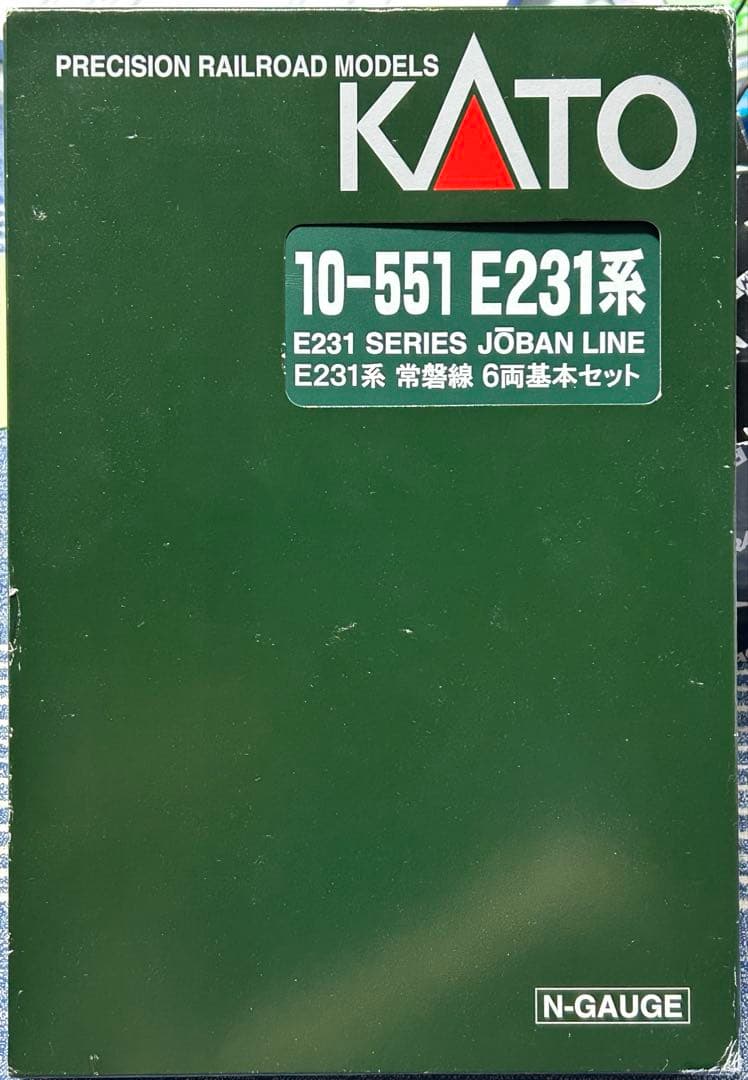 PRECISION RAILROAD MODELS
KATO
10-551 E231系
E231 SERIES JŌBAN LINE
E231系 常磐線 6両基本セット
N-GAUGE